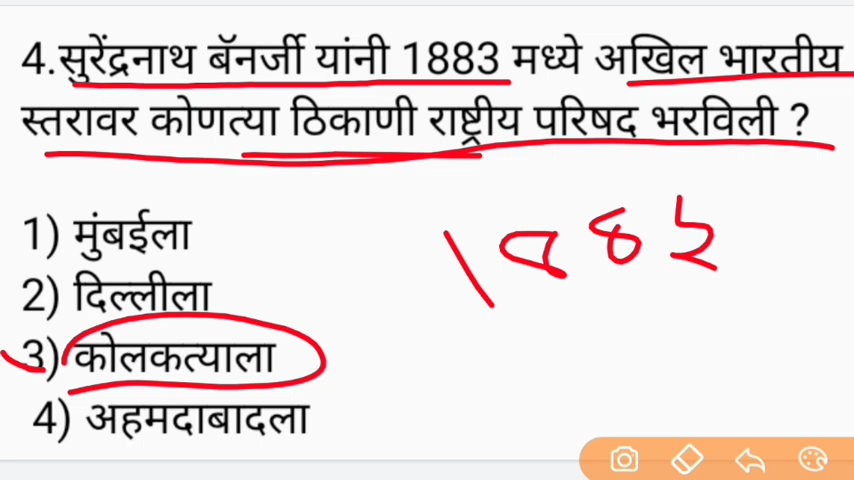 4.सुरेंद्रनाथ बॅनर्जी यांनी 1883 मध्ये अखिल भारतीय
स्तरावर कोणत्या ठिकाणी राष्ट्रीय परिषद भरविली ?
1) मुंबईला
2) दिल्लीला
3) कोलकत्याला
4) अहमदाबादला